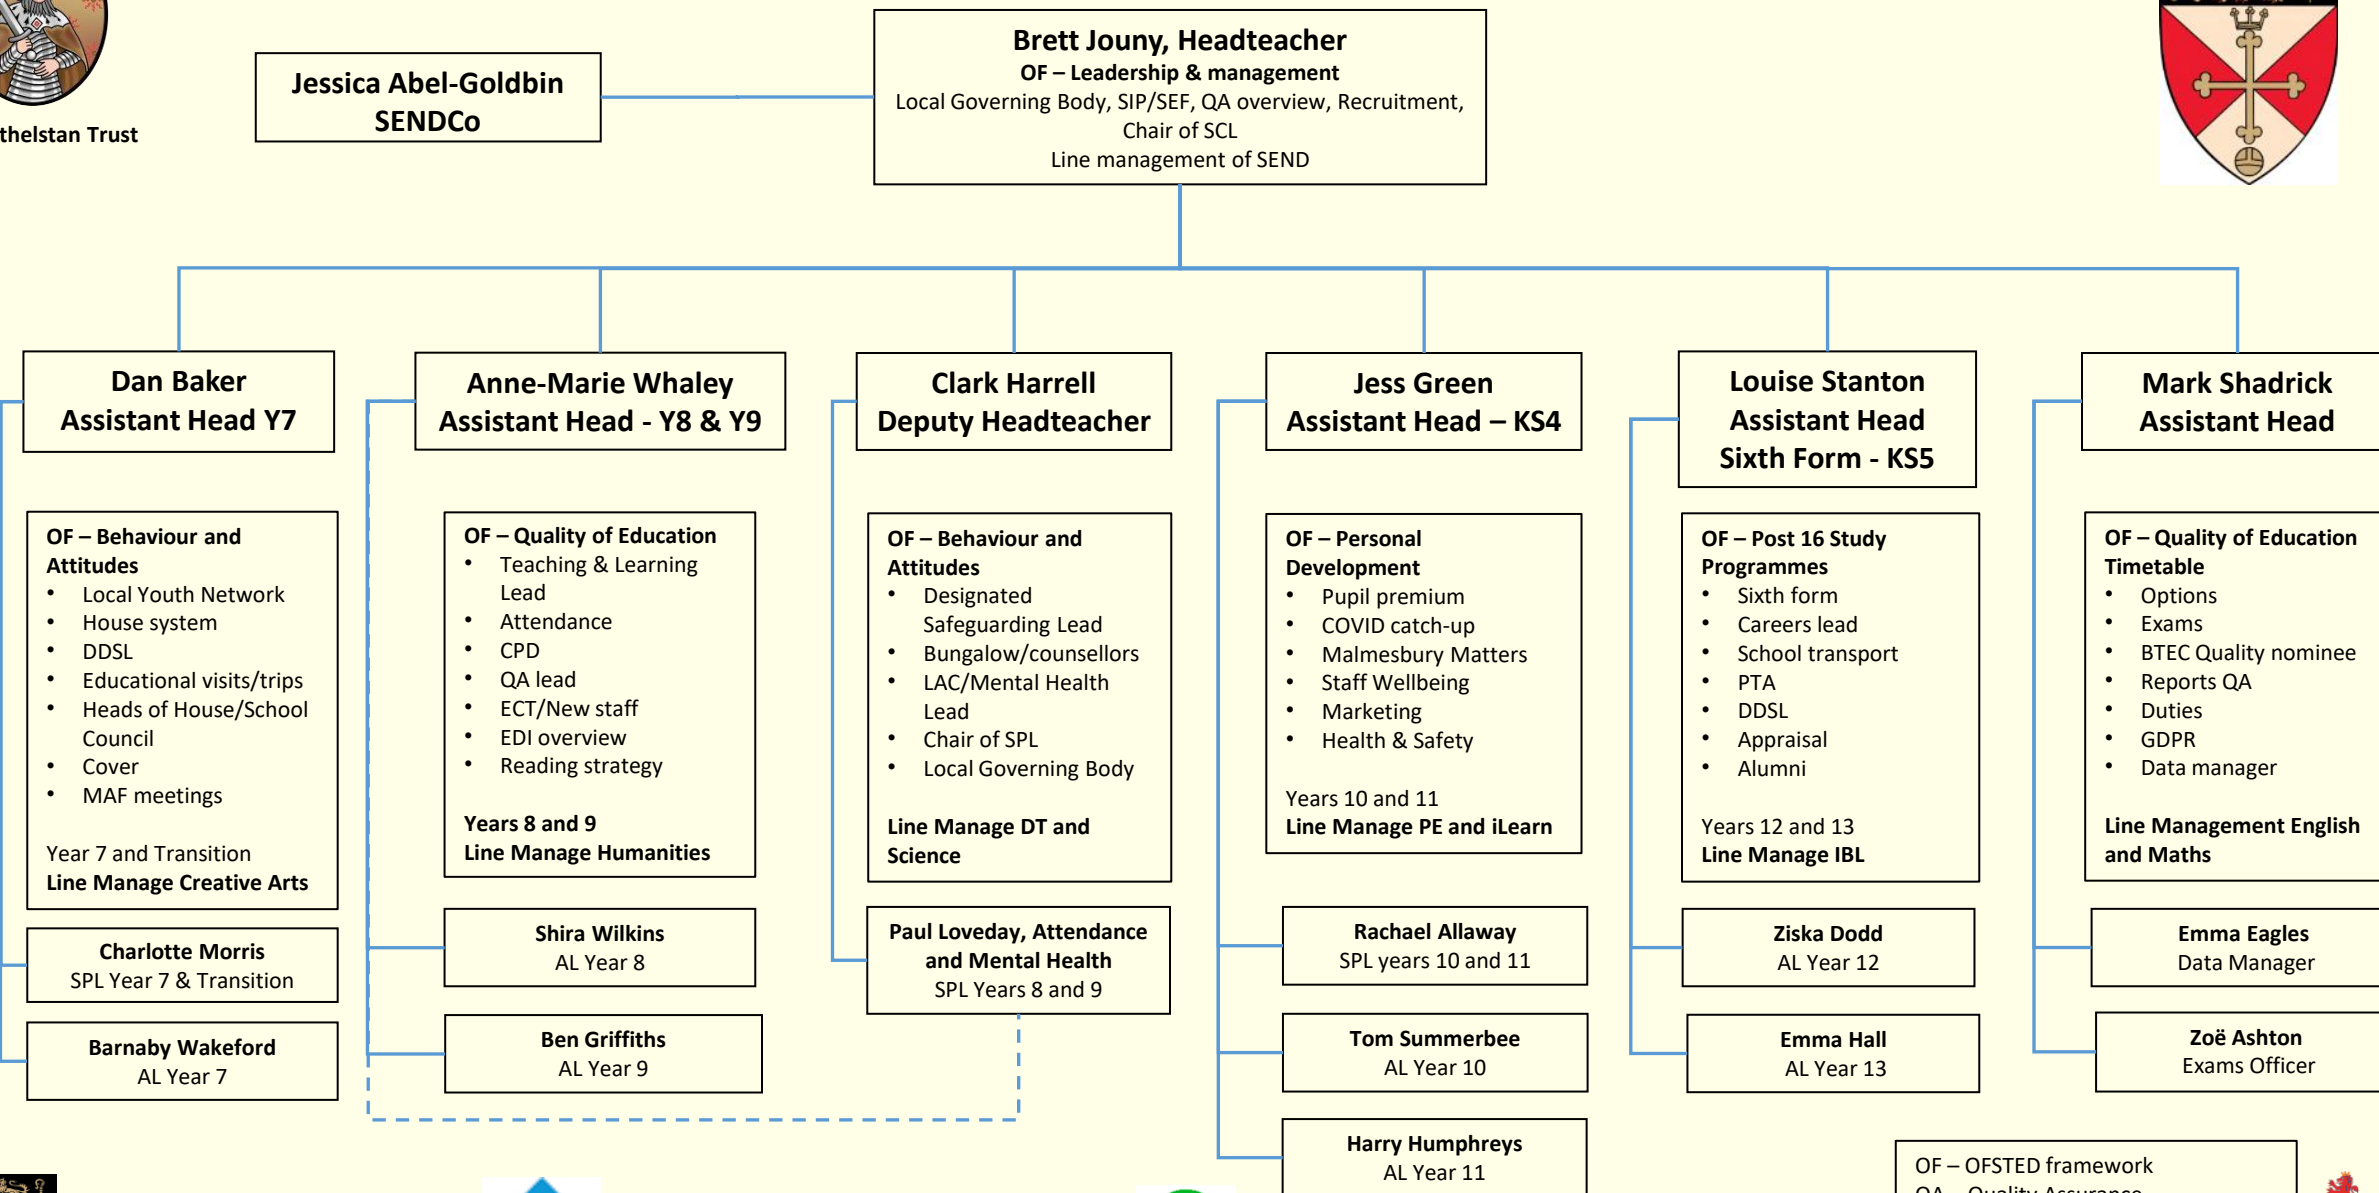 Brett Jouny, Headteacher
OF – Leadership & management
Local Governing Body, SIP/SEF, QA overview, Recruitment,
Chair of SCL
Line management of SEND
Jessica Abel-Goldbin
SENDCo
thelstan Trust
Dan Baker
Assistant Head Y7
OF – Behaviour and
Attitudes
• Local Youth Network
• House system
• DDSL
• Educational visits/trips
• Heads of House/School
Council
• Cover
• MAF meetings
Year 7 and Transition
Line Manage Creative Arts
Charlotte Morris
SPL Year 7 & Transition
Barnaby Wakeford
AL Year 7
Anne-Marie Whaley
Assistant Head - Y8 & Y9
OF – Quality of Education
• Teaching & Learning
Lead
• Attendance
• CPD
• QA lead
• ECT/New staff
• EDI overview
• Reading strategy
Years 8 and 9
Line Manage Humanities
Shira Wilkins
AL Year 8
Ben Griffiths
AL Year 9
Clark Harrell
Deputy Headteacher
OF – Behaviour and
Attitudes
• Designated
Safeguarding Lead
• Bungalow/counsellors
• LAC/Mental Health
Lead
• Chair of SPL
• Local Governing Body
Line Manage DT and
Science
Paul Loveday, Attendance
and Mental Health
SPL Years 8 and 9
Jess Green
Assistant Head – KS4
OF – Personal
Development
• Pupil premium
• COVID catch-up
• Malmesbury Matters
• Staff Wellbeing
• Marketing
• Health & Safety
Years 10 and 11
Line Manage PE and iLearn
Rachael Allaway
SPL years 10 and 11
Tom Summerbee
AL Year 10
Harry Humphreys
AL Year 11
Louise Stanton
Assistant Head
Sixth Form - KS5
OF – Post 16 Study
Programmes
• Sixth form
• Careers lead
• School transport
• PTA
• DDSL
• Appraisal
• Alumni
Years 12 and 13
Line Manage IBL
Ziska Dodd
AL Year 12
Emma Hall
AL Year 13
Mark Shadrick
Assistant Head
OF – Quality of Education
Timetable
• Options
• Exams
• BTEC Quality nominee
• Reports QA
• Duties
• GDPR
• Data manager
Line Management English
and Maths
Emma Eagles
Data Manager
Zoë Ashton
Exams Officer
OF – OFSTED framework
QA – Quality Assurance